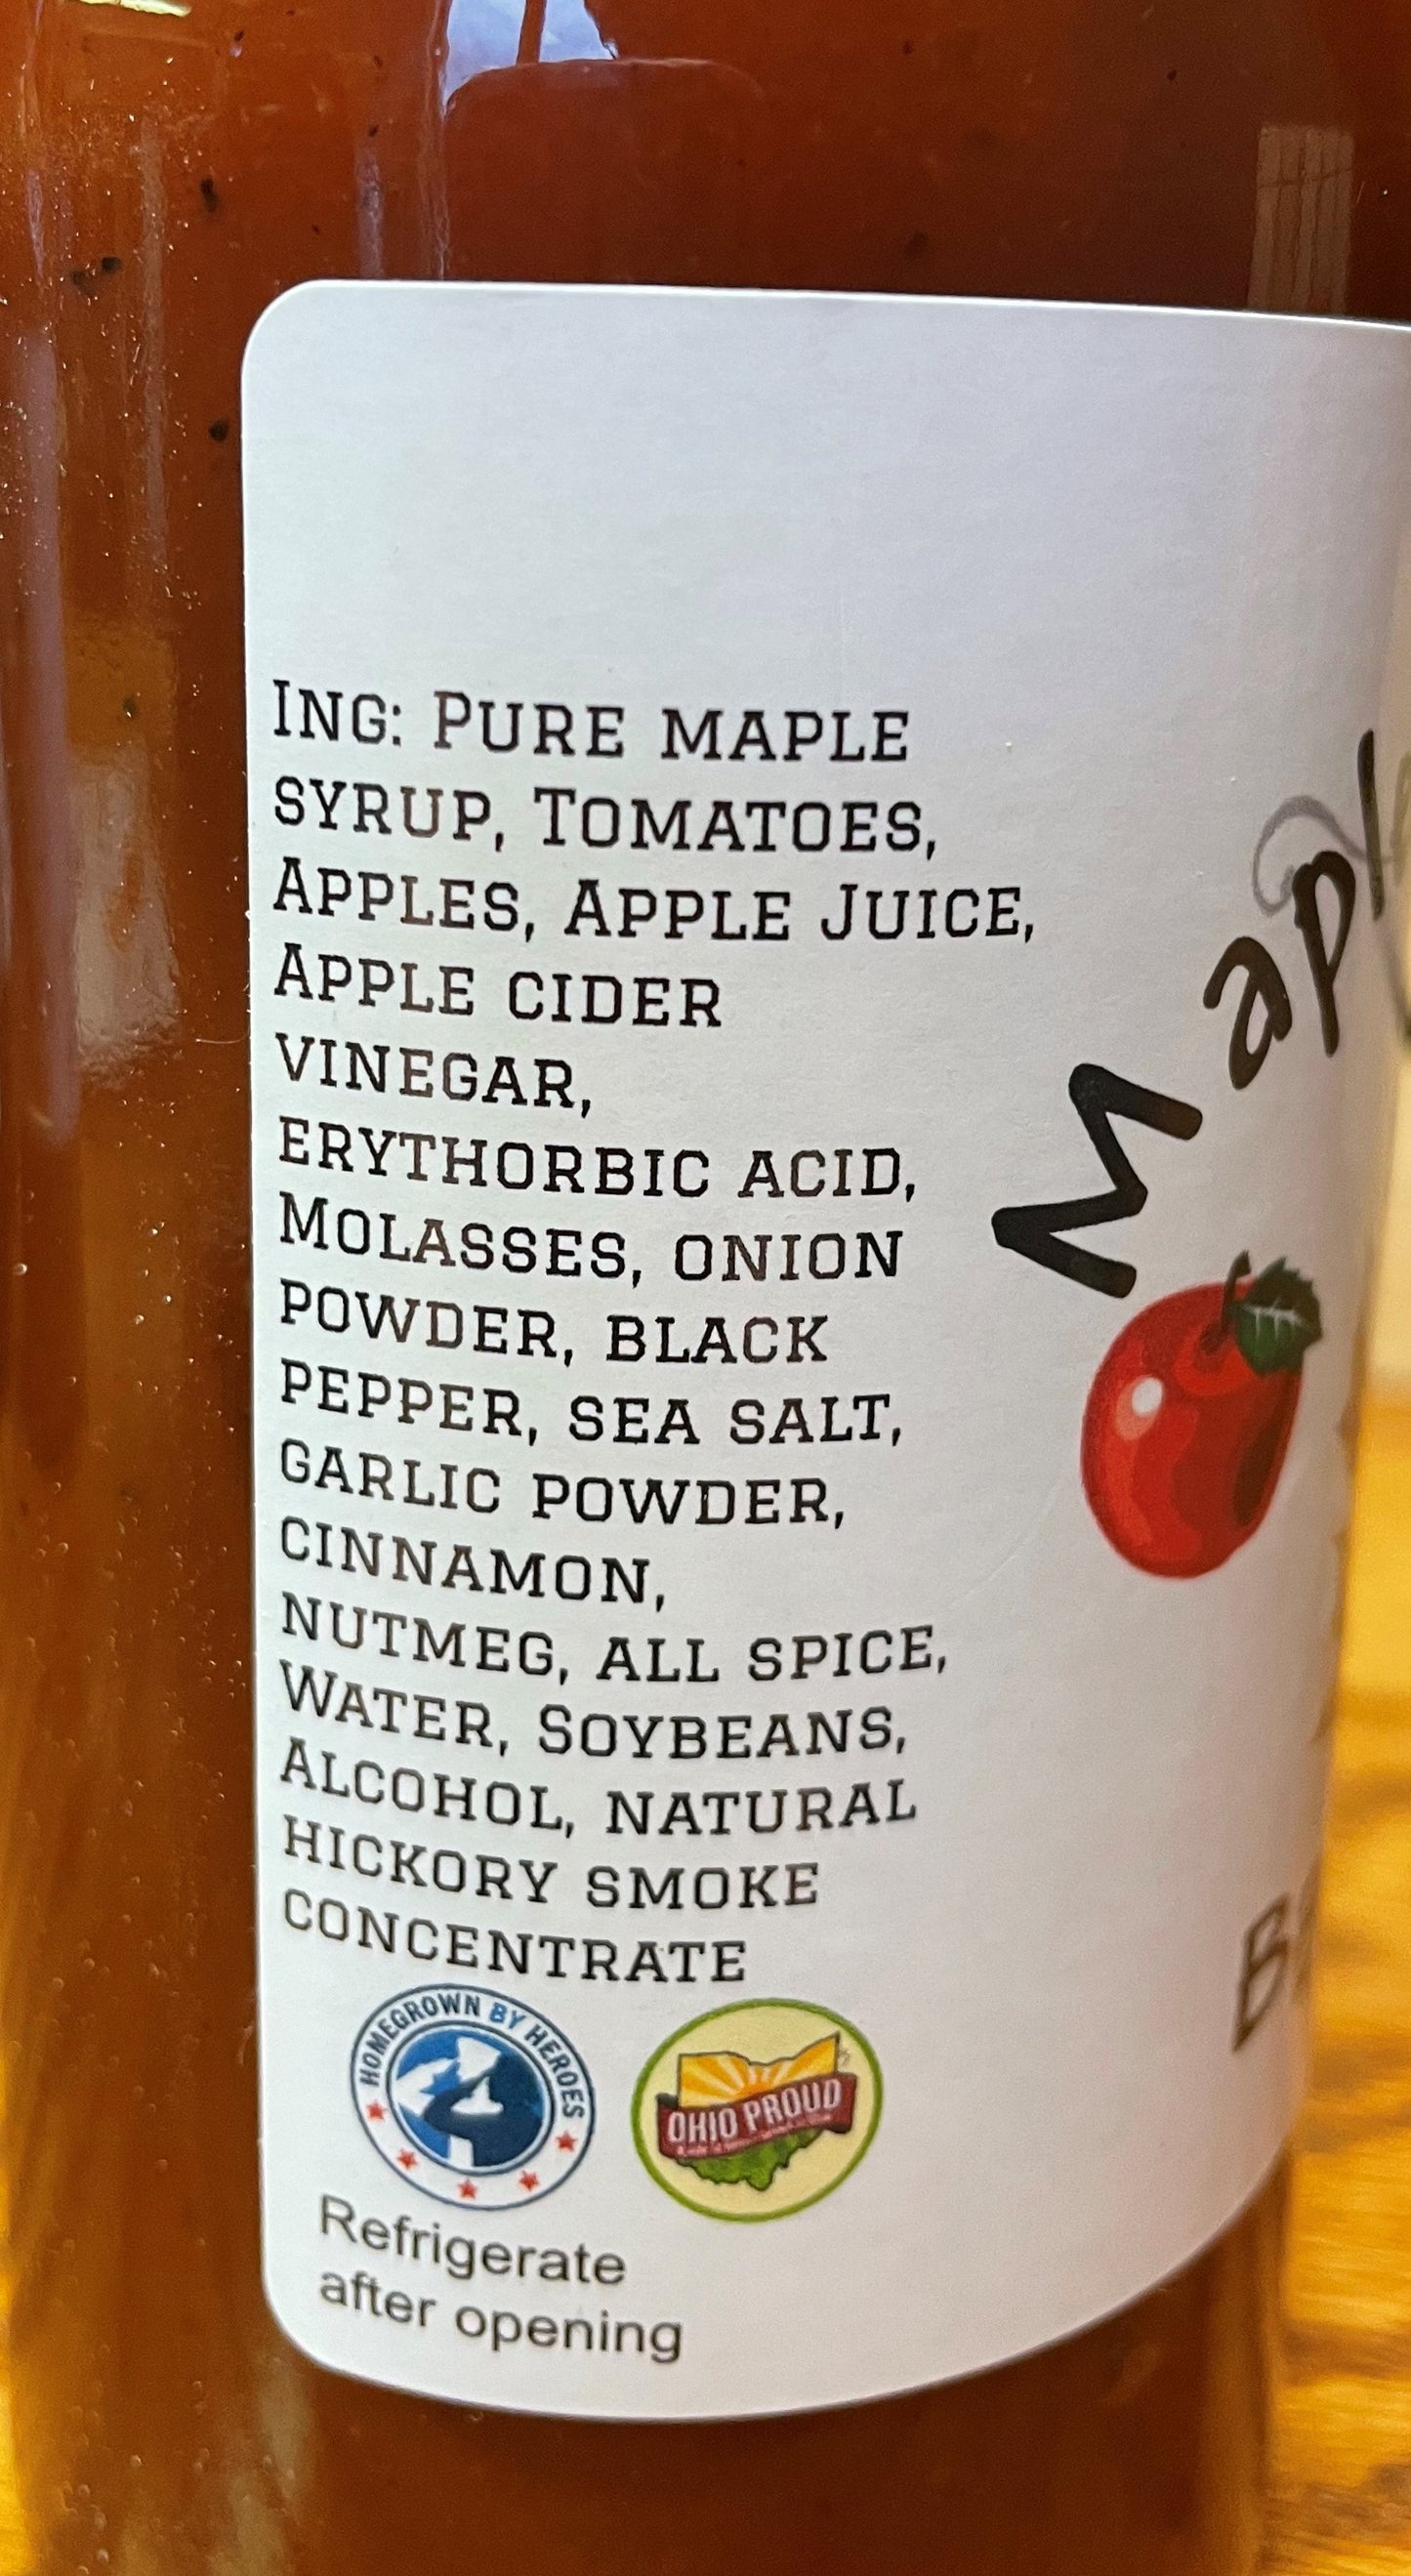 ING: PURE MAPLE
SYRUP, TOMATOES,
APPLES, APPLE JUICE,
APPLE CIDER
VINEGAR,
ERYTHORBIC ACID,
MOLASSES, ONION
POWDER, BLACK
PEPPER, SEA SALT,
GARLIC POWDER,
CINNAMON,
NUTMEG, ALL SPICE,
WATER, SOYBEANS,
ALCOHOL, NATURAL
HICKORY SMOKE
CONCENTRATE
HOMEGROWN BY HEROES
OHIO PROUD
Refrigerate
after opening
Maple